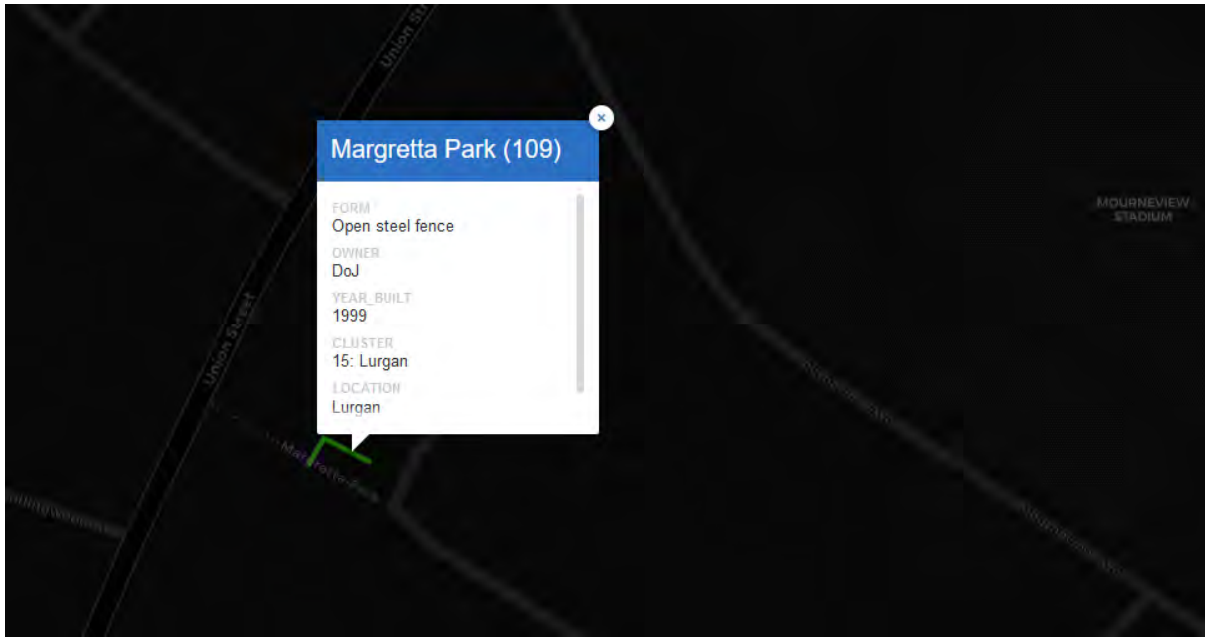 Union Str
×
Margretta Park (109)
FORM
Open steel fence
OWNER
DoJ
YEAR_BUILT
1999
CLUSTER
15: Lurgan
LOCATION
Lurgan
MOURNEVIEW
STADIUM
Union Street
Margretta Park